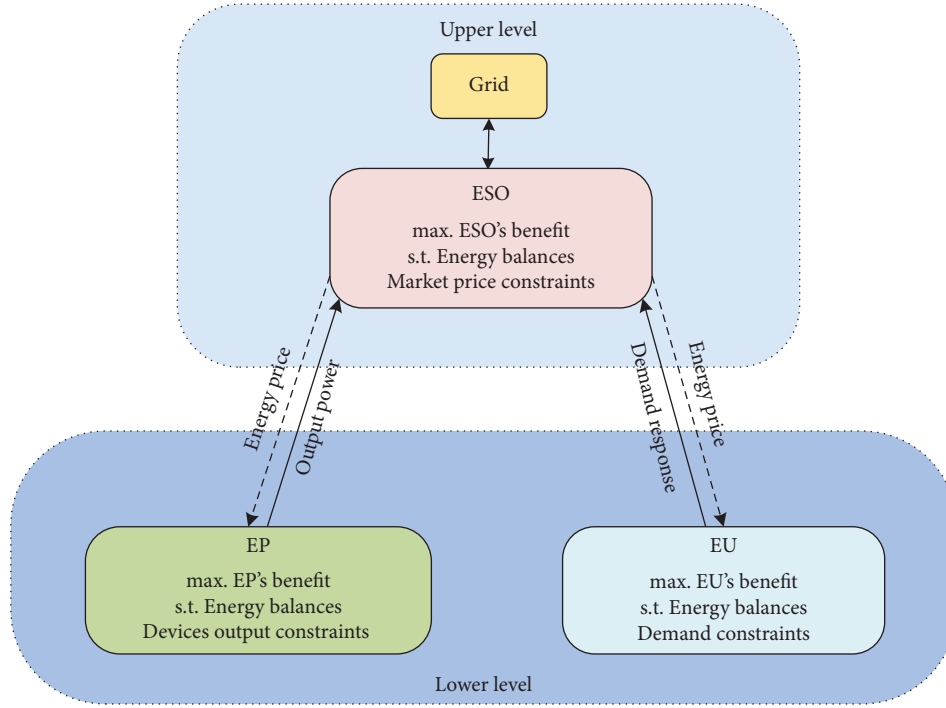 Upper level
Grid
ESO
max. ESO's benefit
s.t. Energy balances
Market price constraints
Energy price
Output power
Demand response
Energy price
EP
max. EP's benefit
s.t. Energy balances
Devices output constraints
EU
max. EU's benefit
s.t. Energy balances
Demand constraints
Lower level